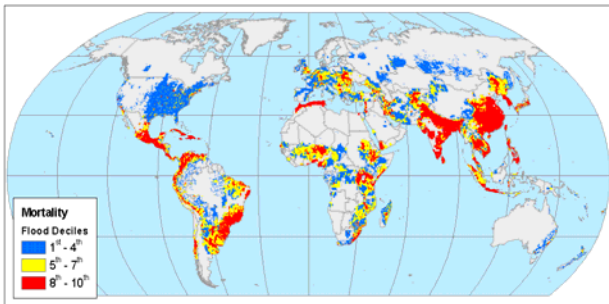 Mortality
Flood Deciles
1st - 4th
5th - 7th
8th - 10th